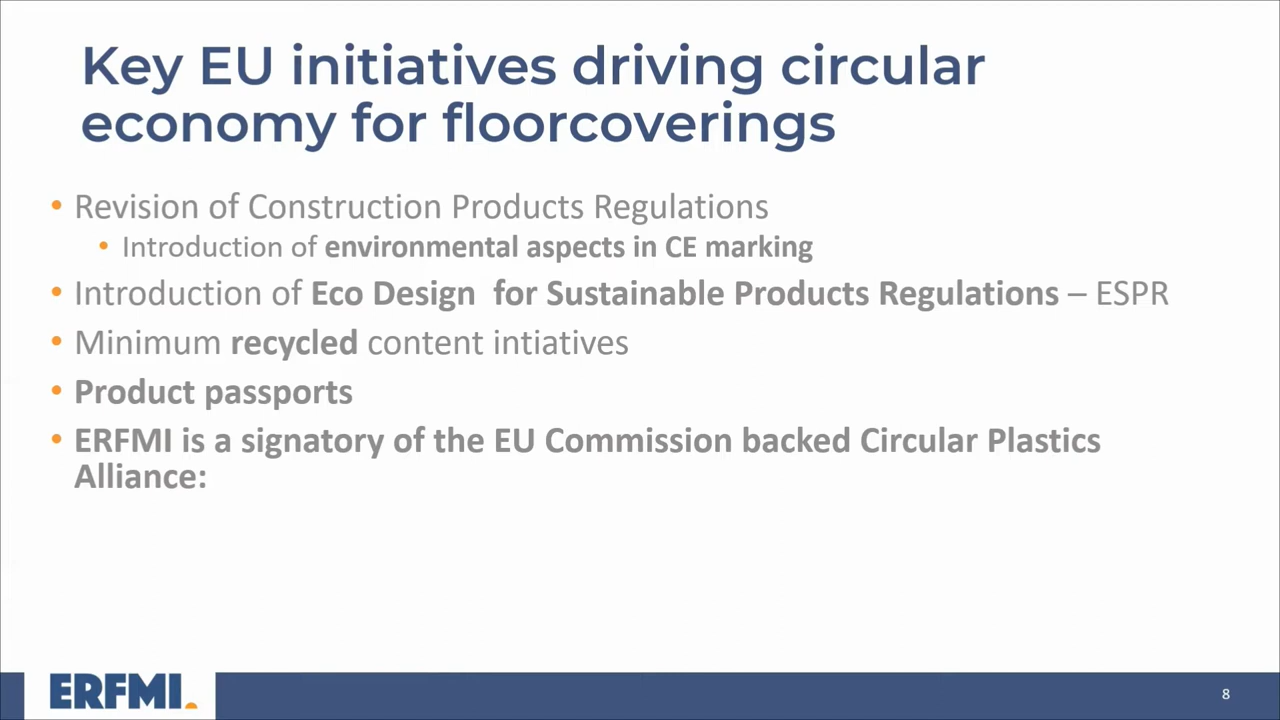 Key EU initiatives driving circular
economy for floorcoverings
• Revision of Construction Products Regulations
• Introduction of environmental aspects in CE marking
• Introduction of Eco Design  for Sustainable Products Regulations – ESPR
• Minimum recycled content intiatives
• Product passports
• ERFMI is a signatory of the EU Commission backed Circular Plastics
Alliance:
ERFMI.
8